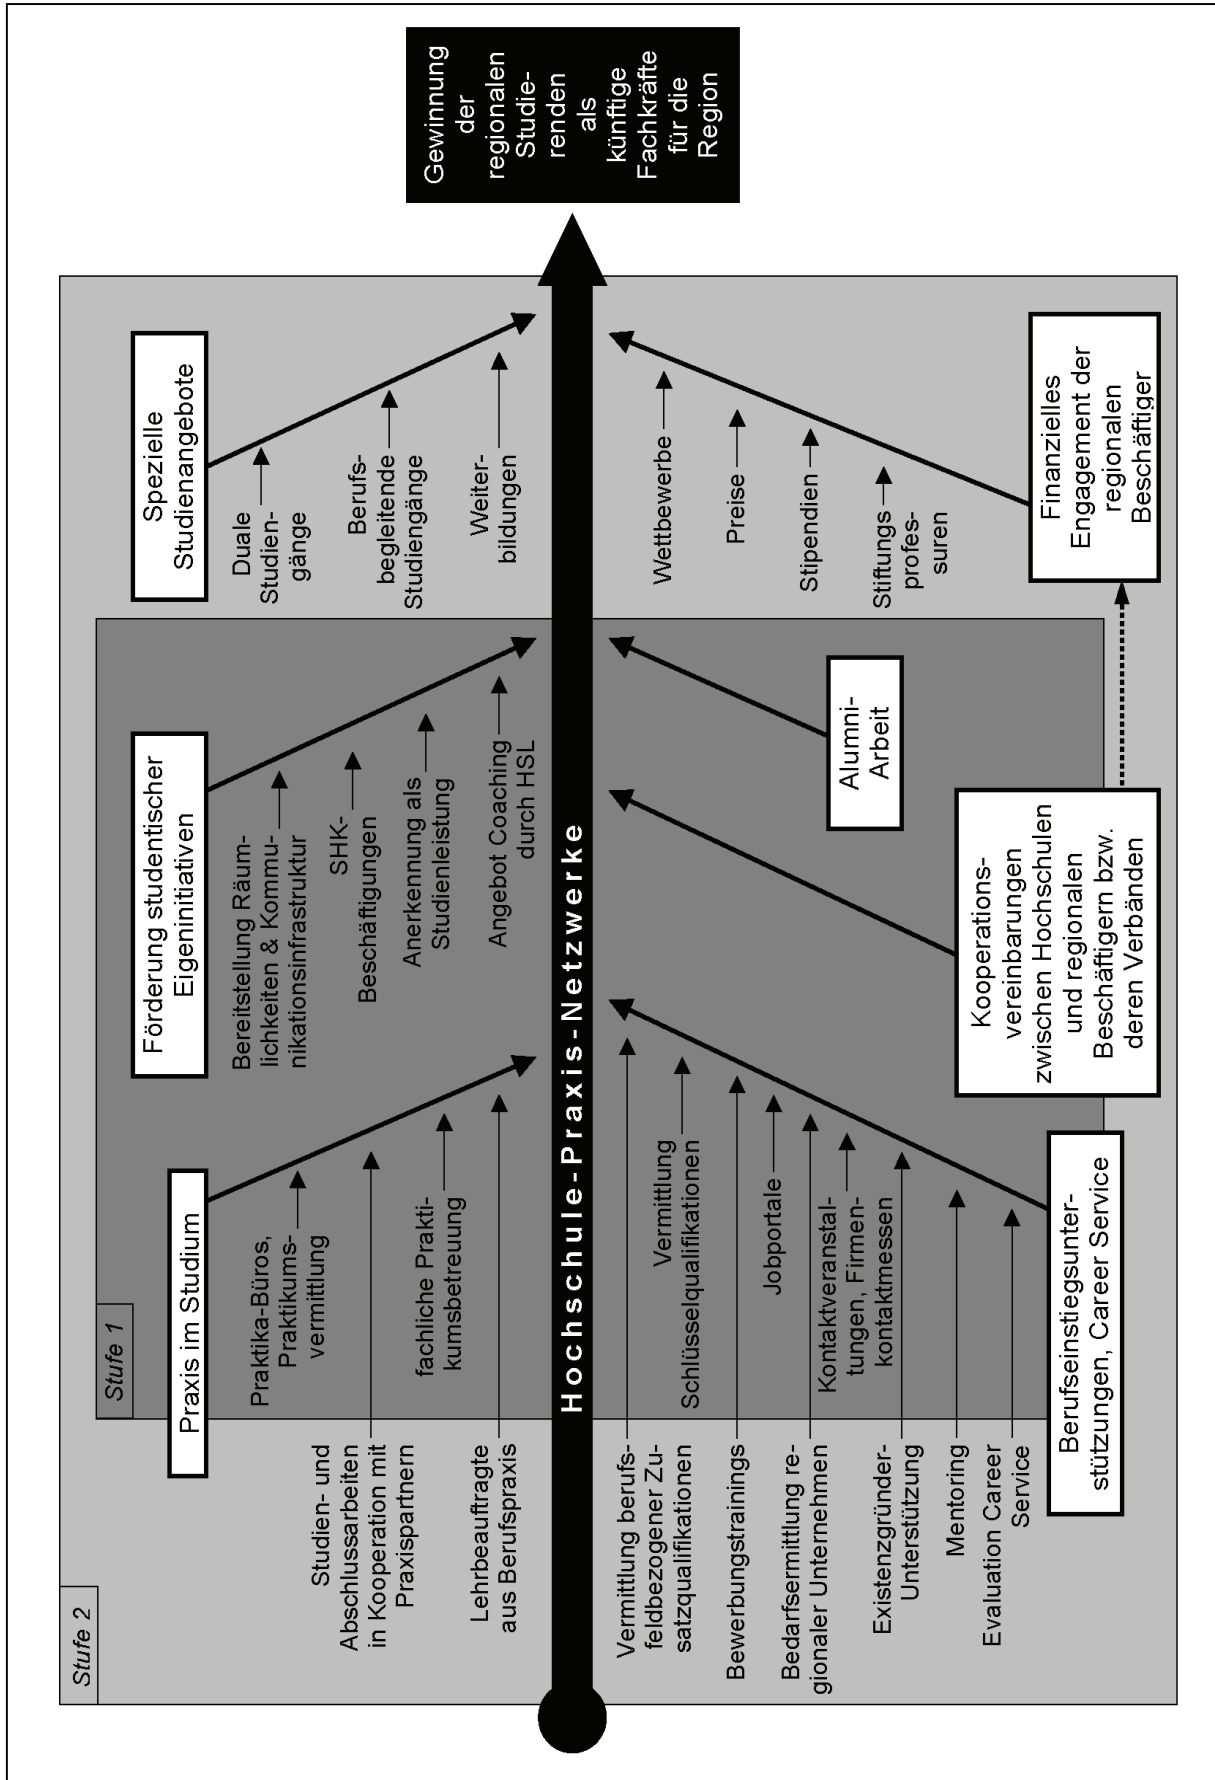 Stufe 2
Stufe 1
Praxis im Studium
Praktika-Büros,
Praktikums-
vermittlung
Studien- und
Abschlussarbeiten
in Kooperation mit
Praxispartnern
fachliche Prakti-
kumsbetreuung
Lehrbeauftragte
aus Berufspraxis
Förderung studentischer
Eigeninitiativen
Bereitstellung Räum-
lichkeiten & Kommu-
nikationsinfrastruktur
SHK-
Beschäftigungen
Anerkennung als
Studienleistung
Angebot Coaching
durch HSL
Spezielle
Studienangebote
Duale
Studien-
gänge
Berufs-
begleitende
Studiengänge
Weiter-
bildungen
Hochschule-Praxis-Netzwerke
Gewinnung
der
regionalen
Studie-
renden
als
künftige
Fachkräfte
für die
Region
Vermittlung berufs-
feldbezogener Zu-
satzqualifikationen
Vermittlung
Schlüsselqualifikationen
Bewerbungstrainings
Jobportale
Bedarfsermittlung re-
gionaler Unternehmen
Kontaktveranstal-
tungen, Firmen-
kontaktmessen
Existenzgründer-
Unterstützung
Mentoring
Evaluation Career
Service
Berufseinstiegsunter-
stützungen, Career Service
Kooperations-
vereinbarungen
zwischen Hochschulen
und regionalen
Beschäftigern bzw.
deren Verbänden
Alumni-
Arbeit
Wettbewerbe
Preise
Stipendien
Stiftungs
profes-
suren
Finanzielles
Engagement der
regionalen
Beschäftiger